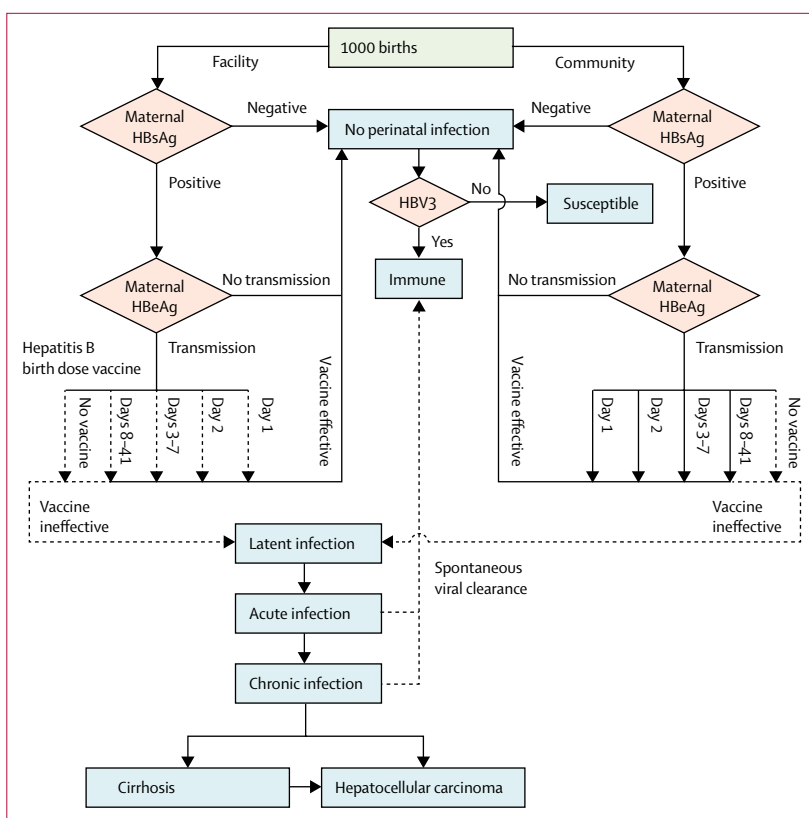 1000 births
Facility
Community
Maternal
HBsAg
Negative
No perinatal infection
Negative
Maternal
HBsAg
Positive
HBV3
No
Susceptible
Positive
Yes
Maternal
HBeAg
No transmission
Immune
No transmission
Maternal
HBeAg
Hepatitis B
birth dose vaccine
Transmission
Transmission
No vaccine
Days 8–41
Days 3–7
Day 2
Day 1
Vaccine effective
Vaccine effective
Day 1
Day 2
Days 3–7
Days 8–41
No vaccine
Vaccine
ineffective
Vaccine
ineffective
Latent infection
Spontaneous
viral clearance
Acute infection
Chronic infection
Cirrhosis
Hepatocellular carcinoma